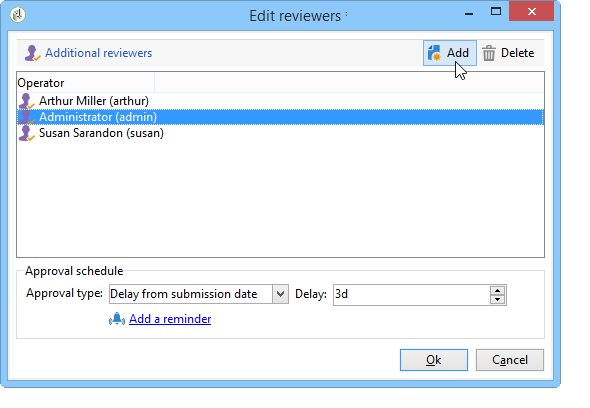 Edit reviewers
Additional reviewers Add Delete
Operator
Arthur Miller (arthur)
Administrator (admin)
Susan Sarandon (susan)
Approval schedule
Approval type: Delay from submission date Delay: 3d
Add a reminder
Ok Cancel